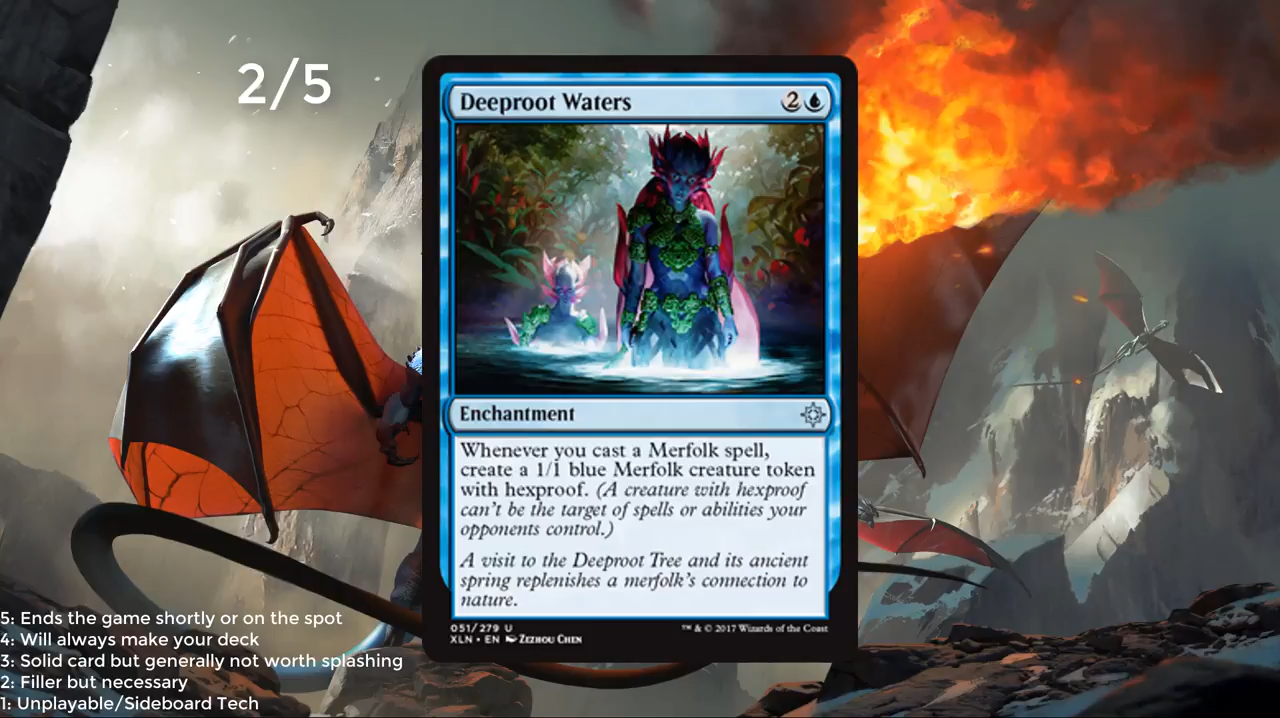 2/5
Deeproot Waters 2
Enchantment
Whenever you cast a Merfolk spell,
create a 1/1 blue Merfolk creature token
with hexproof. (A creature with hexproof
can't be the target of spells or abilities your
opponents control.)
A visit to the Deeproot Tree and its ancient
spring replenishes a merfolk's connection to
nature.
051/279 U
XLN • EN Zezhou Chen
™ & © 2017 Wizards of the Coast
5: Ends the game shortly or on the spot
4: Will always make your deck
3: Solid card but generally not worth splashing
2: Filler but necessary
1: Unplayable/Sideboard Tech